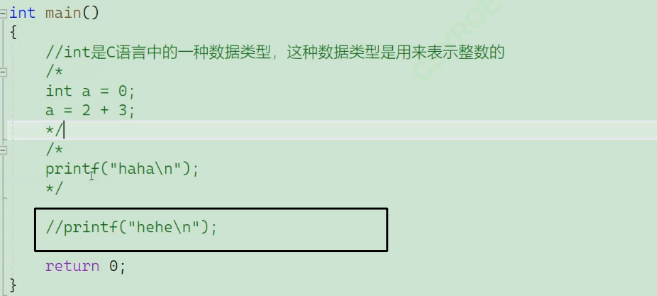 int main()
{
//int是C语言中的一种数据类型，这种数据类型是用来表示整数的
/*
int a = 0;
a = 2 + 3;
*/
/*
printf("haha\n");
*/
//printf("hehe\n");
return 0;
}